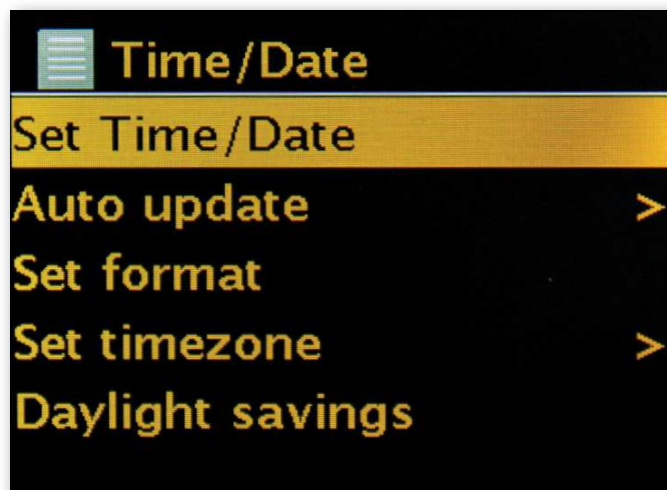 Time/Date
Set Time/Date
Auto update >
Set format
Set timezone >
Daylight savings